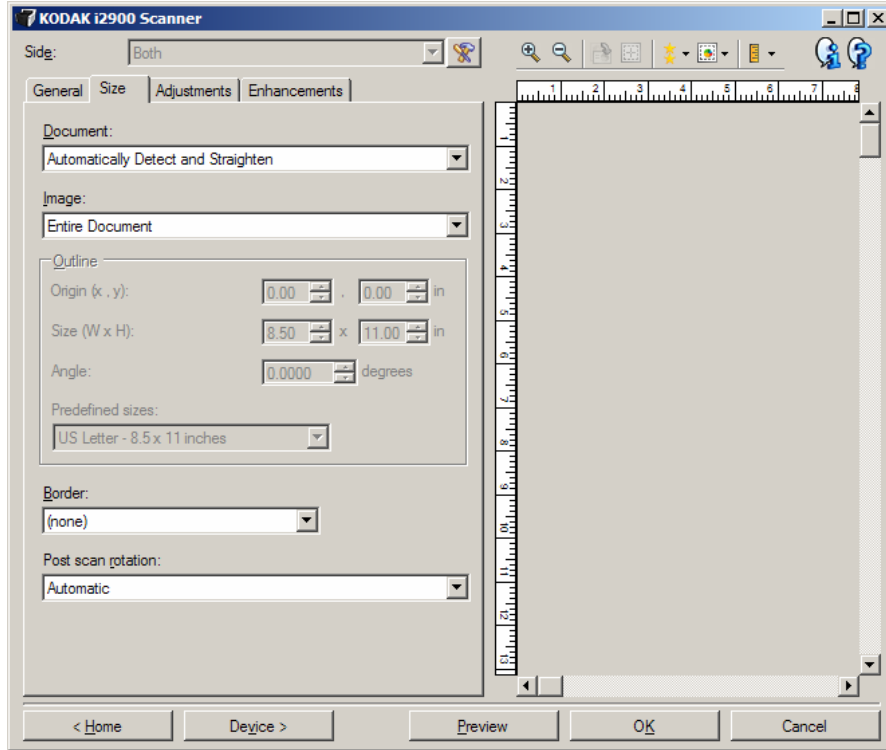 KODAK i2900 Scanner
Side:
Both
General
Size
Adjustments
Enhancements
Document:
Automatically Detect and Straighten
Image:
Entire Document
Outline
Origin (x , y):
0.00 . 0.00 in
Size (W x H):
8.50 x 11.00 in
Angle:
0.0000 degrees
Predefined sizes:
US Letter - 8.5 x 11 inches
Border:
(none)
Post scan rotation:
Automatic
1 2 3 4 5 6 7 8
1
2
3
4
5
6
7
8
9
10
11
12
13
< Home
Device >
Preview
OK
Cancel